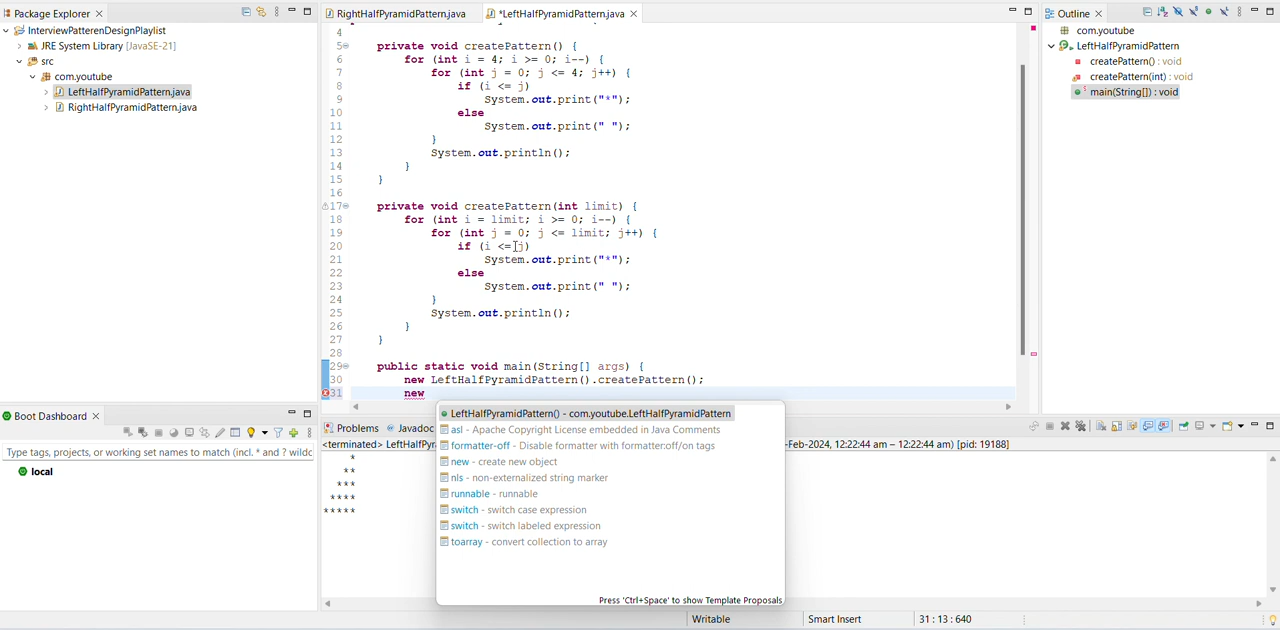 Package Explorer
InterviewPatterenDesignPlaylist
JRE System Library [JavaSE-21]
src
com.youtube
LeftHalfPyramidPattern.java
RightHalfPyramidPattern.java
Boot Dashboard
Type tags, projects, or working set names to match (incl. * and ? wildc
local
RightHalfPyramidPattern.java
*LeftHalfPyramidPattern.java
4
5 private void createPattern() {
6 for (int i = 4; i >= 0; i--) {
7 for (int j = 0; j <= 4; j++) {
8 if (i <= j)
9 System.out.print("*");
10 else
11 System.out.print(" ");
12 }
13 System.out.println();
14 }
15 }
16
17 private void createPattern(int limit) {
18 for (int i = limit; i >= 0; i--) {
19 for (int j = 0; j <= limit; j++) {
20 if (i <= j)
21 System.out.print("*");
22 else
23 System.out.print(" ");
24 }
25 System.out.println();
26 }
27 }
28
29 public static void main(String[] args) {
30 new LeftHalfPyramidPattern().createPattern();
31 new
LeftHalfPyramidPattern() - com.youtube.LeftHalfPyramidPattern
asl - Apache Copyright License embedded in Java Comments
formatter-off - Disable formatter with formatter:off/on tags
new - create new object
nls - non-externalized string marker
runnable - runnable
switch - switch case expression
switch - switch labeled expression
toarray - convert collection to array
Press 'Ctrl+Space' to show Template Proposals
Problems
Javadoc
<terminated> LeftHalfPyr
-Feb-2024, 12:22:44 am – 12:22:44 am) [pid: 19188]
*
**
***
****
*****
Outline
com.youtube
LeftHalfPyramidPattern
createPattern() : void
createPattern(int) : void
main(String[]) : void
Writable
Smart Insert
31 : 13 : 640